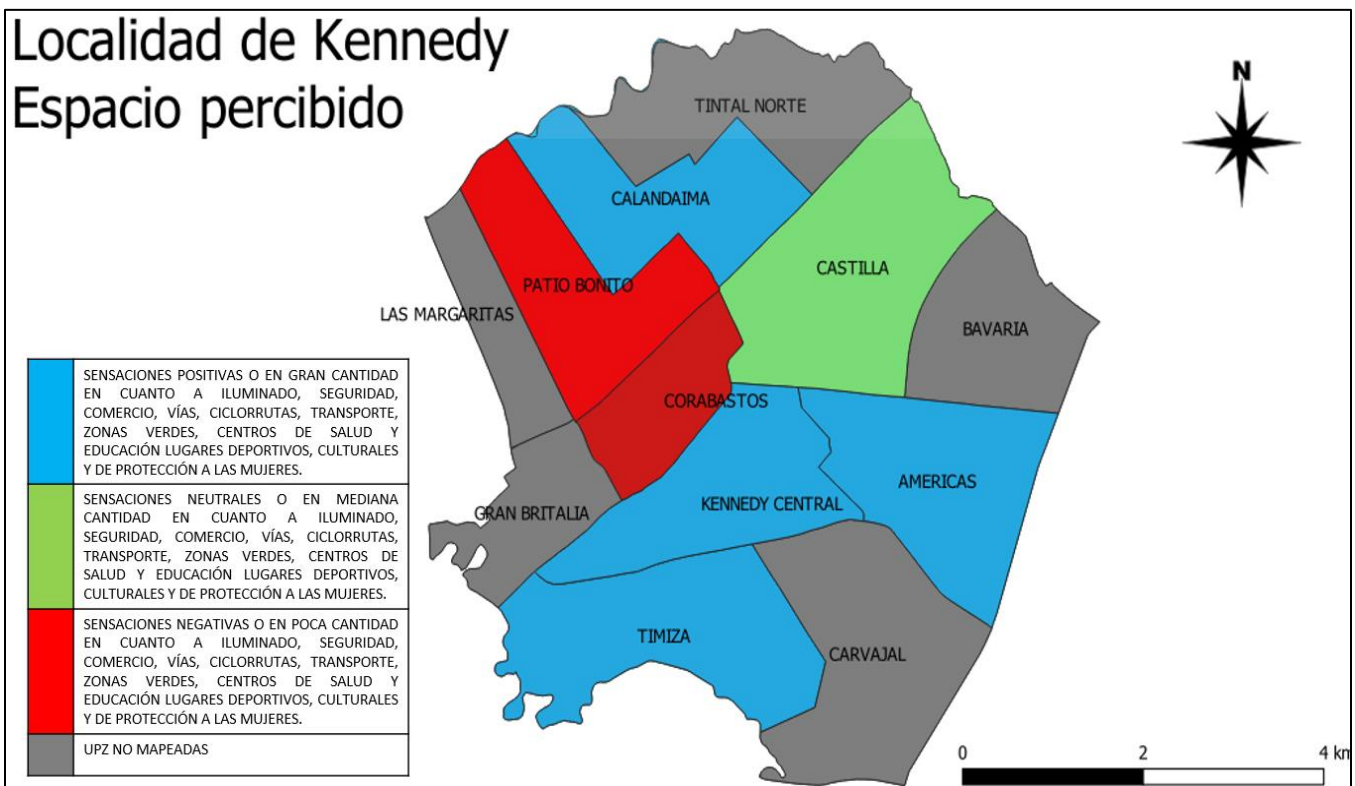 Localidad de Kennedy
Espacio percibido
N
TINTAL NORTE
CALANDAIMA
CASTILLA
PATIO BONITO
LAS MARGARITAS
BAVARIA
CORABASTOS
AMERICAS
KENNEDY CENTRAL
GRAN BRITALIA
TIMIZA
CARVAJAL
SENSACIONES POSITIVAS O EN GRAN CANTIDAD
EN CUANTO A ILUMINADO, SEGURIDAD,
COMERCIO, VÍAS, CICLORRUTAS, TRANSPORTE,
ZONAS VERDES, CENTROS DE SALUD Y
EDUCACIÓN LUGARES DEPORTIVOS, CULTURALES
Y DE PROTECCIÓN A LAS MUJERES.
SENSACIONES NEUTRALES O EN MEDIANA
CANTIDAD EN CUANTO A ILUMINADO,
SEGURIDAD, COMERCIO, VÍAS, CICLORRUTAS,
TRANSPORTE, ZONAS VERDES, CENTROS DE
SALUD Y EDUCACIÓN LUGARES DEPORTIVOS,
CULTURALES Y DE PROTECCIÓN A LAS MUJERES.
SENSACIONES NEGATIVAS O EN POCA CANTIDAD
EN CUANTO A ILUMINADO, SEGURIDAD,
COMERCIO, VÍAS, CICLORRUTAS, TRANSPORTE,
ZONAS VERDES, CENTROS DE SALUD Y
EDUCACIÓN LUGARES DEPORTIVOS, CULTURALES
Y DE PROTECCIÓN A LAS MUJERES.
UPZ NO MAPEADAS
0 2 4 km